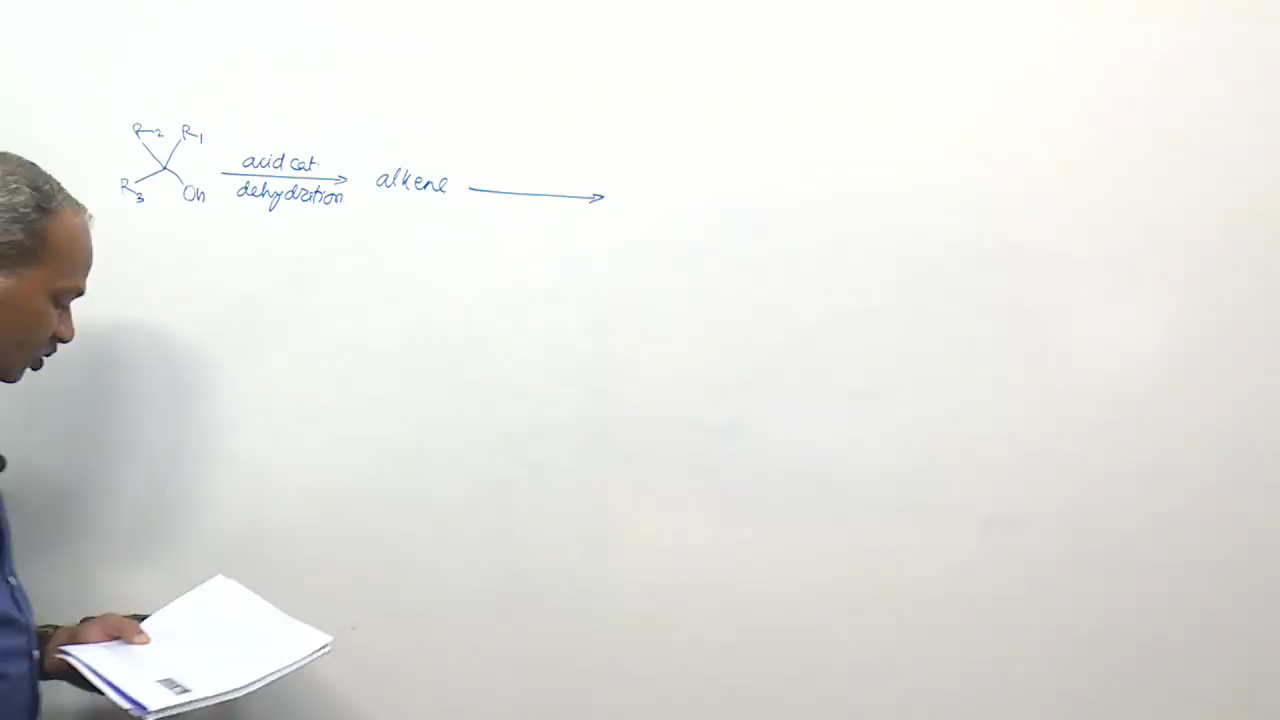 R2 R1
R3 Oh
acid cat.
dehydration
alkene